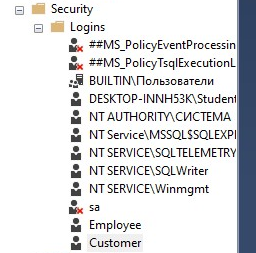 Security
Logins
##MS_PolicyEventProcessin
##MS_PolicyTsqlExecutionL
BUILTIN\Пользователи
DESKTOP-INNH53K\Student
NT AUTHORITY\СИСТЕМА
NT Service\MSSQL$SQLEXPI
NT SERVICE\SQLTELEMETRY
NT SERVICE\SQLWriter
NT SERVICE\Winmgmt
sa
Employee
Customer